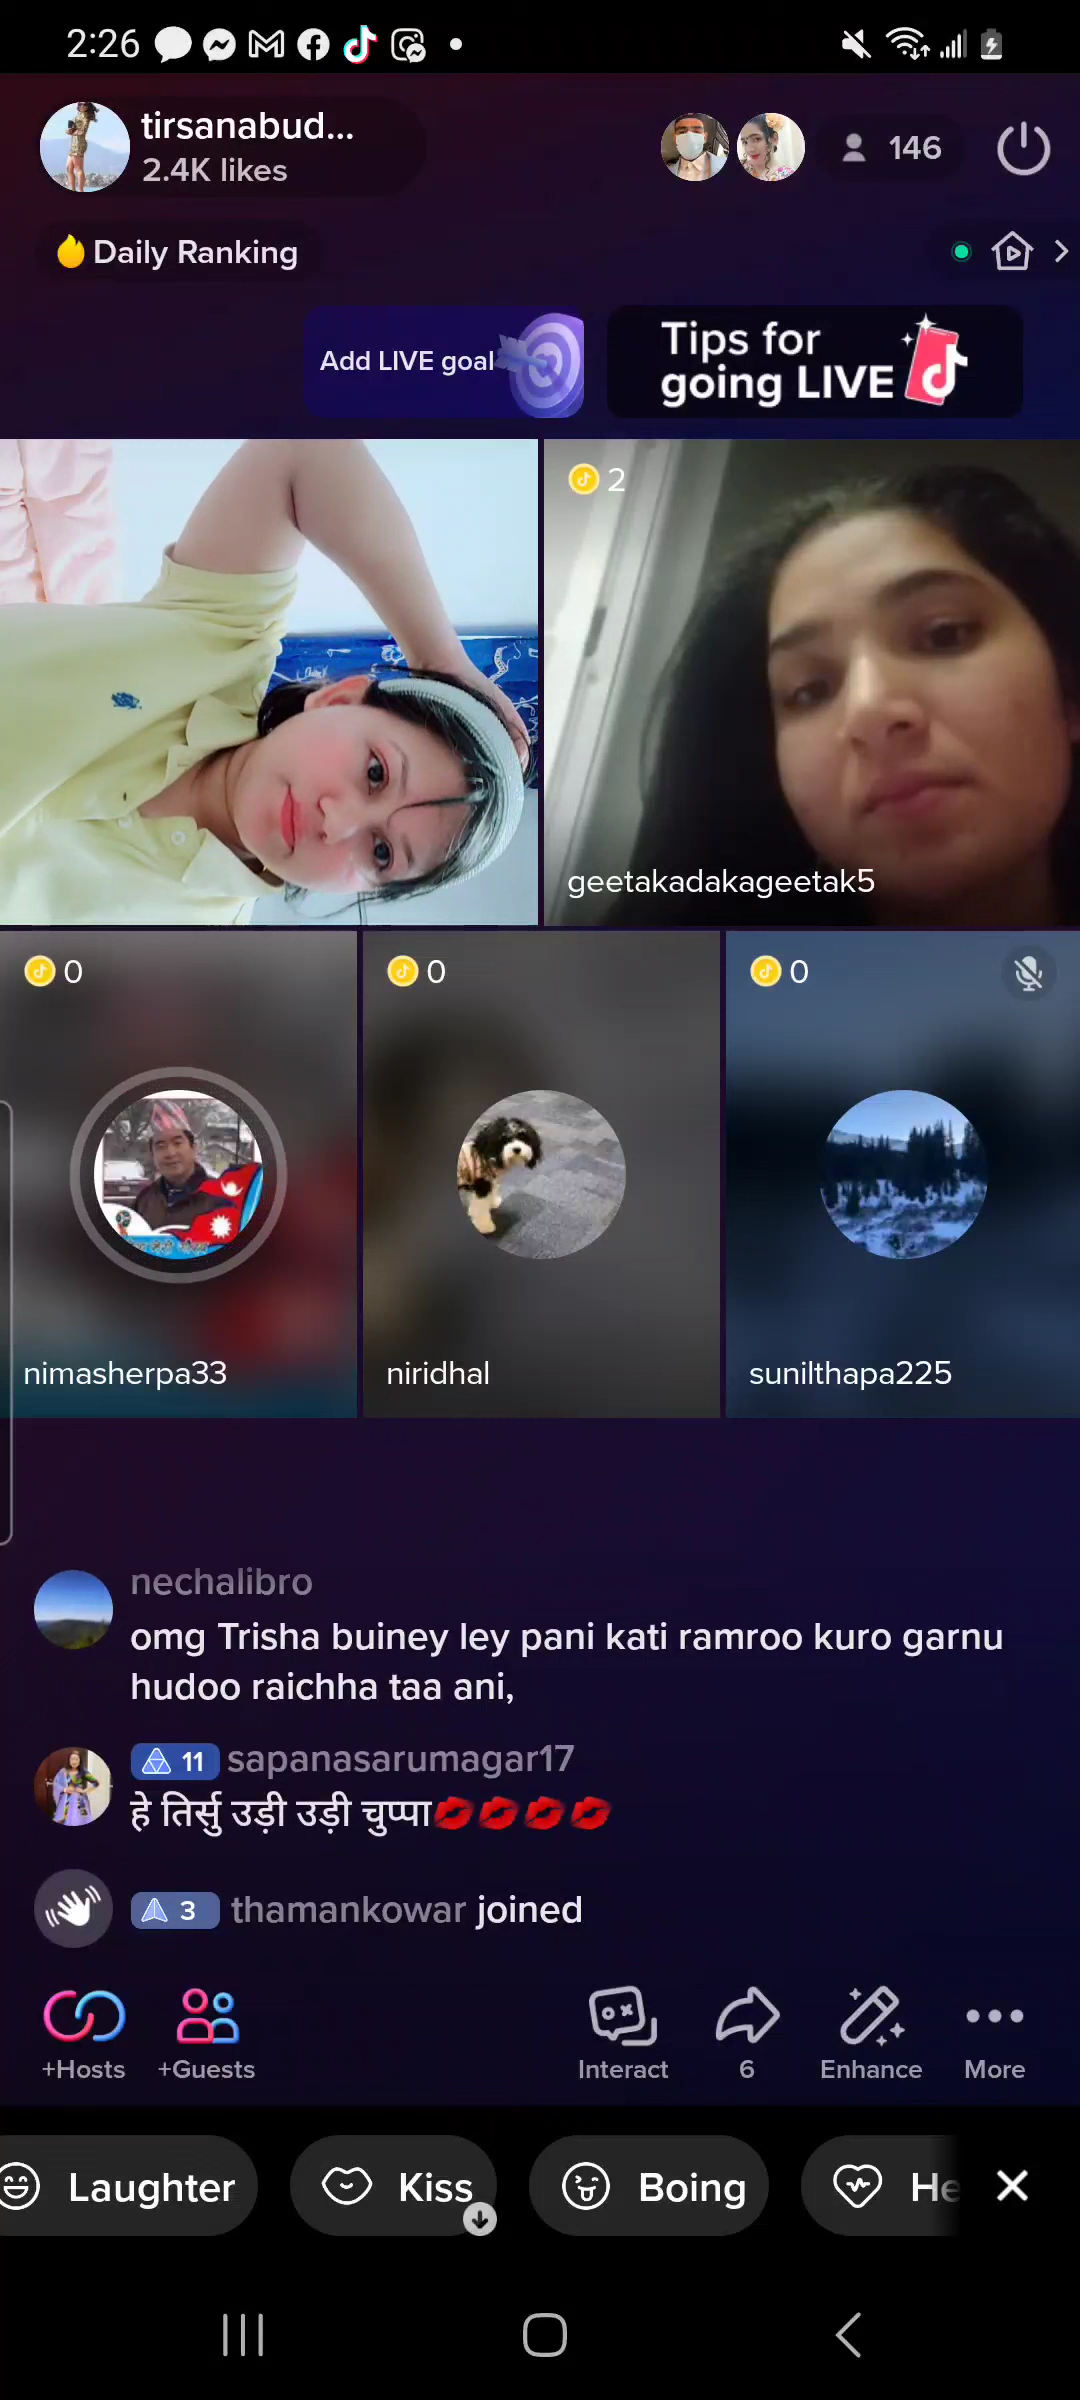 2:26
tirsanabud...
2.4K likes
146
Daily Ranking
Add LIVE goal
Tips for
going LIVE
2
geetakadakageetak5
0
0
0
nimasherpa33
niridhal
sunilthapa225
nechalibro
omg Trisha buiney ley pani kati ramroo kuro garnu
hudoo raichha taa ani,
11 sapanasarumagar17
हे तिर्सु उड़ी उड़ी चुप्पा💋💋💋💋
3 thamankowar joined
+Hosts
+Guests
Interact
6
Enhance
More
Laughter
Kiss
Boing
He